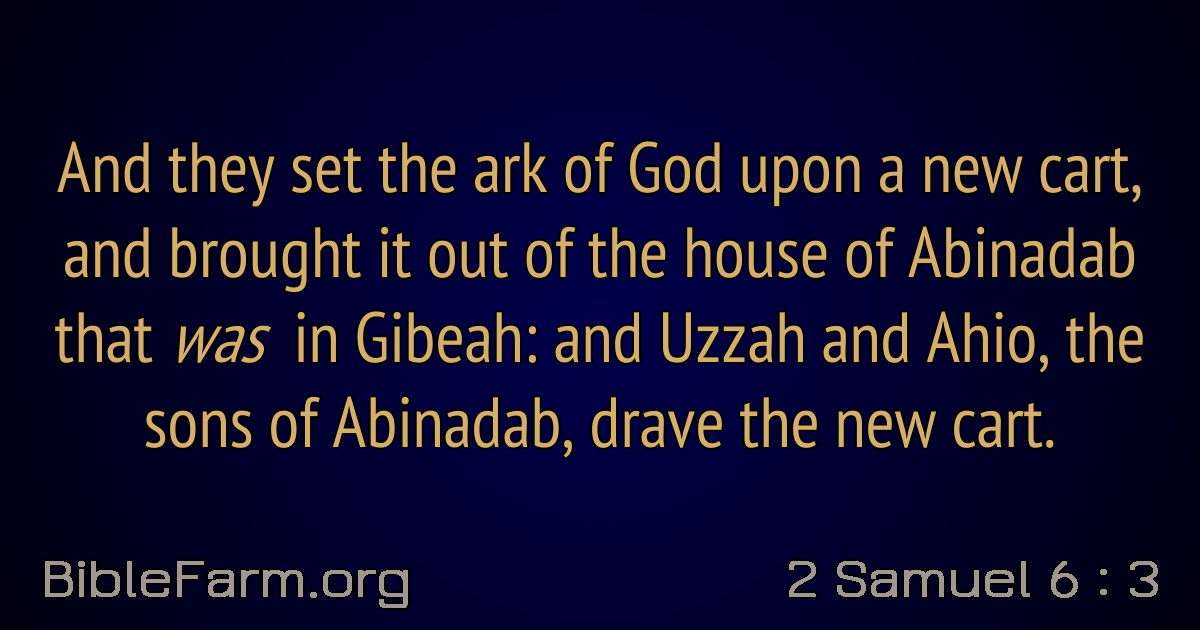 And they set the ark of God upon a new cart,
and brought it out of the house of Abinadab
that was in Gibeah: and Uzzah and Ahio, the
sons of Abinadab, drave the new cart.
BibleFarm.org
2 Samuel 6 : 3